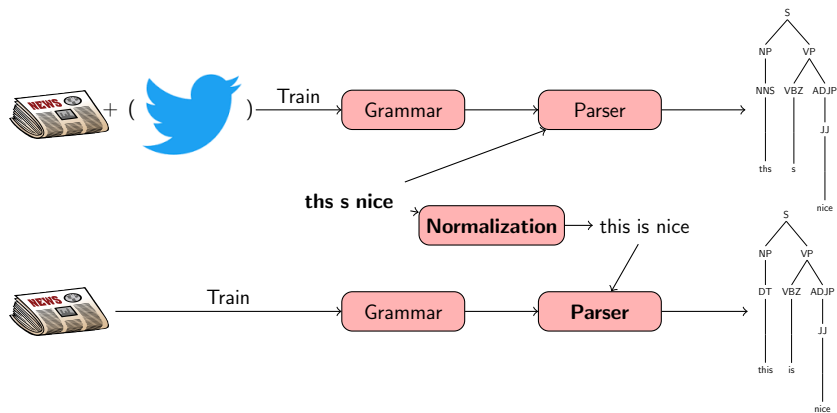 S
NP VP
NNS VBZ ADJP
NEWS + ( ) Train Grammar Parser
JJ
ths s
nice
ths s nice
Normalization this is nice
S
NP VP
DT VBZ ADJP
NEWS Train Grammar Parser
JJ
this is
nice